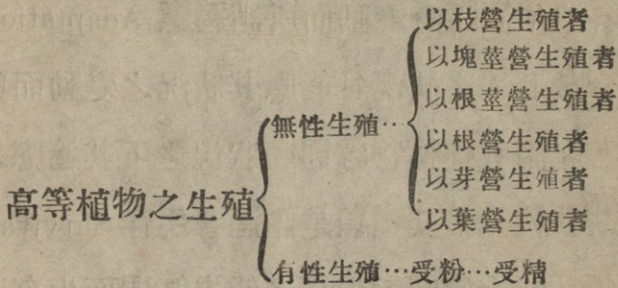 以枝營生殖者
以塊莖營生殖者
以根莖營生殖者
無性生殖…
以根營生殖者
以芽營生殖者
高等植物之生殖
以葉營生殖者
有性生殖…受粉…受精